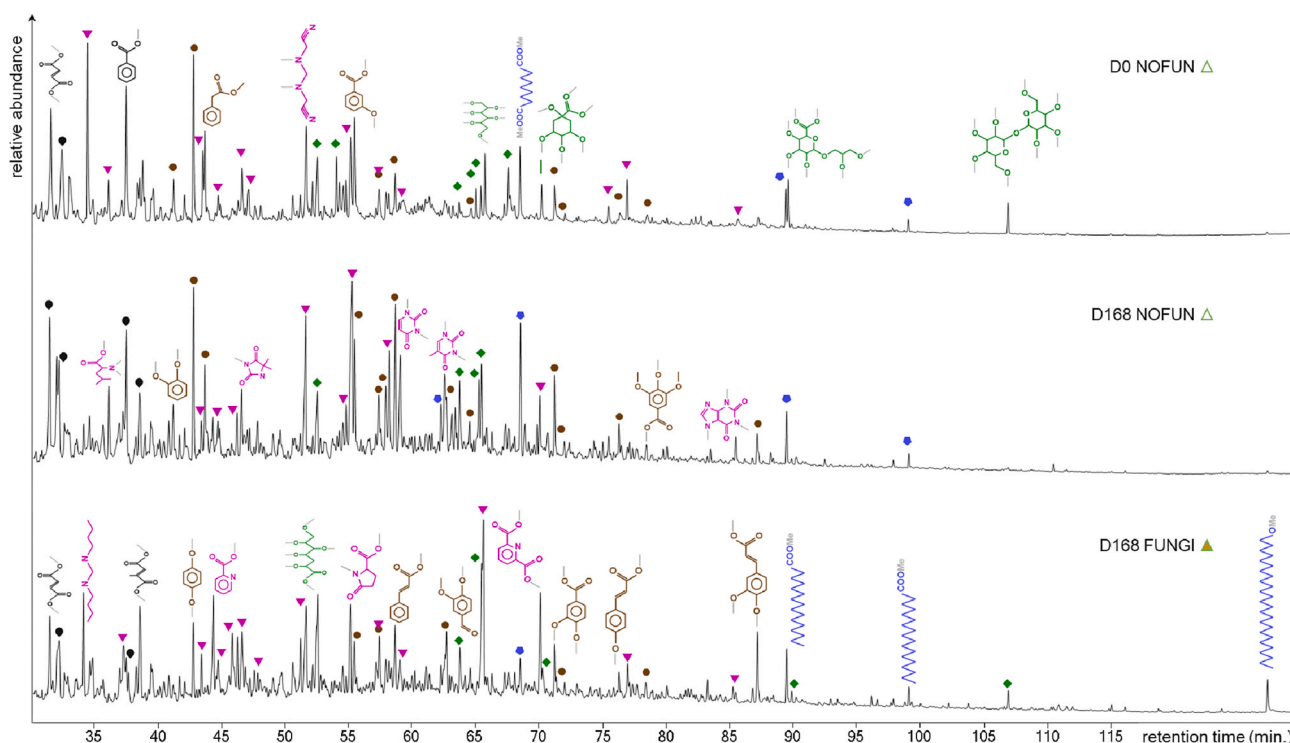 relative abundance
D0 NOFUN
D168 NOFUN
D168 FUNGI
MeOOC
COOMe
COOMe
COOMe
OMe
35 40 45 50 55 60 65 70 75 80 85 90 95 100 105 110 115
retention time (min.)